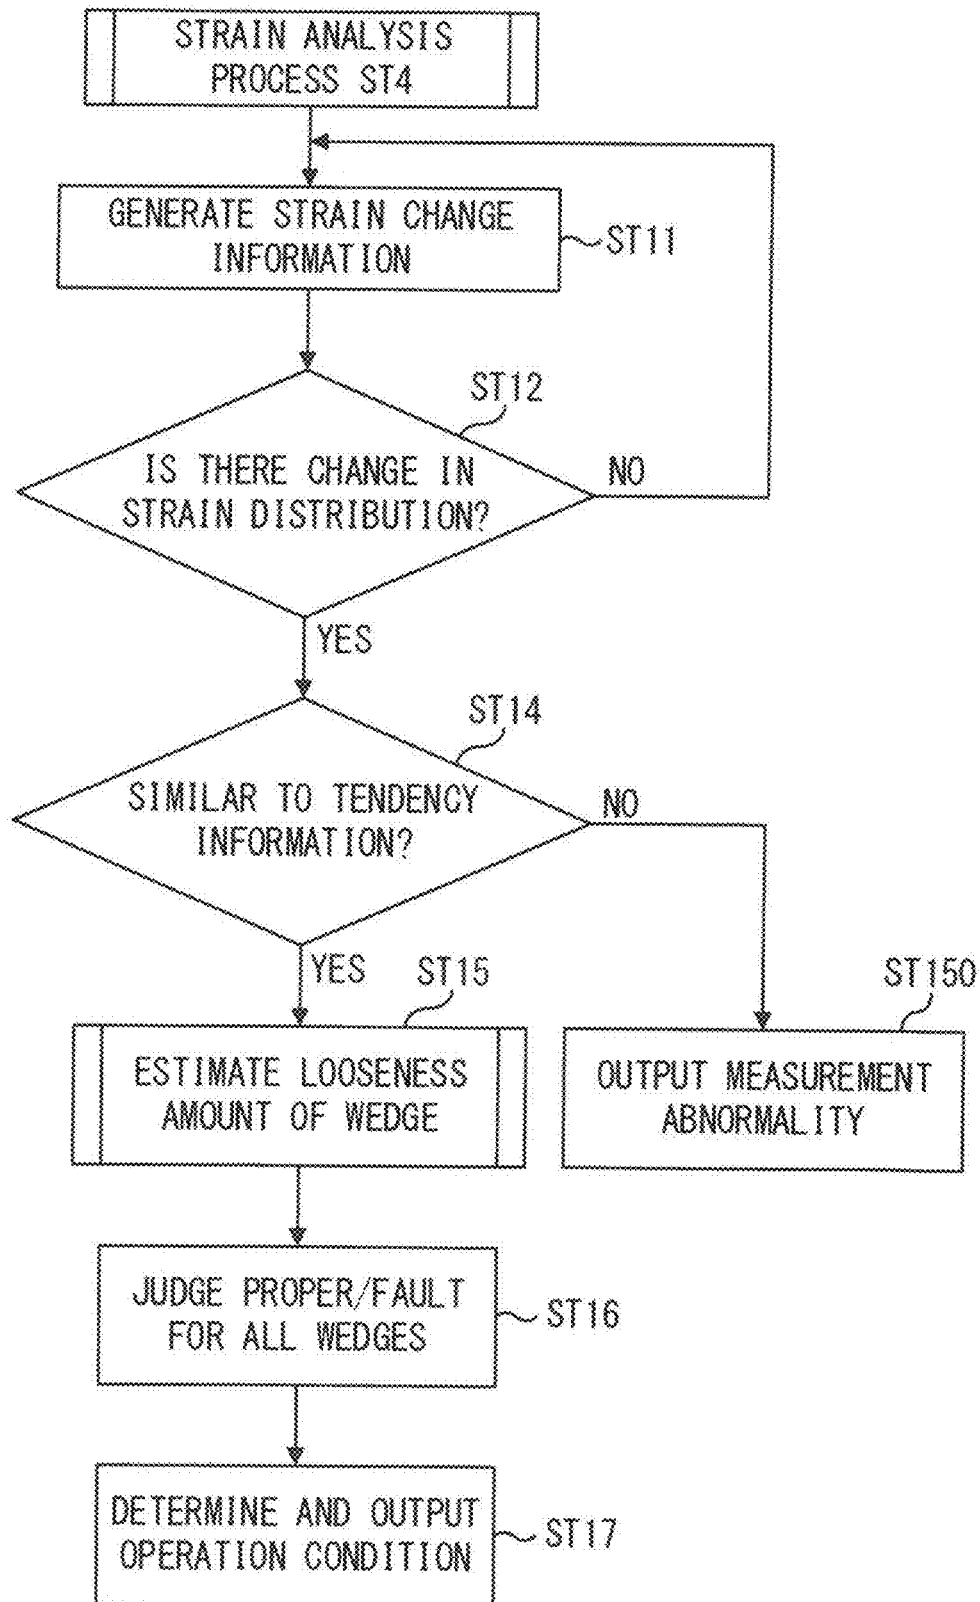 STRAIN ANALYSIS
PROCESS ST4
GENERATE STRAIN CHANGE
INFORMATION
ST11
ST12
IS THERE CHANGE IN
STRAIN DISTRIBUTION?
NO
YES
ST14
SIMILAR TO TENDENCY
INFORMATION?
NO
YES
ST15
ST150
ESTIMATE LOOSENESS
AMOUNT OF WEDGE
OUTPUT MEASUREMENT
ABNORMALITY
JUDGE PROPER/FAULT
FOR ALL WEDGES
ST16
DETERMINE AND OUTPUT
OPERATION CONDITION
ST17